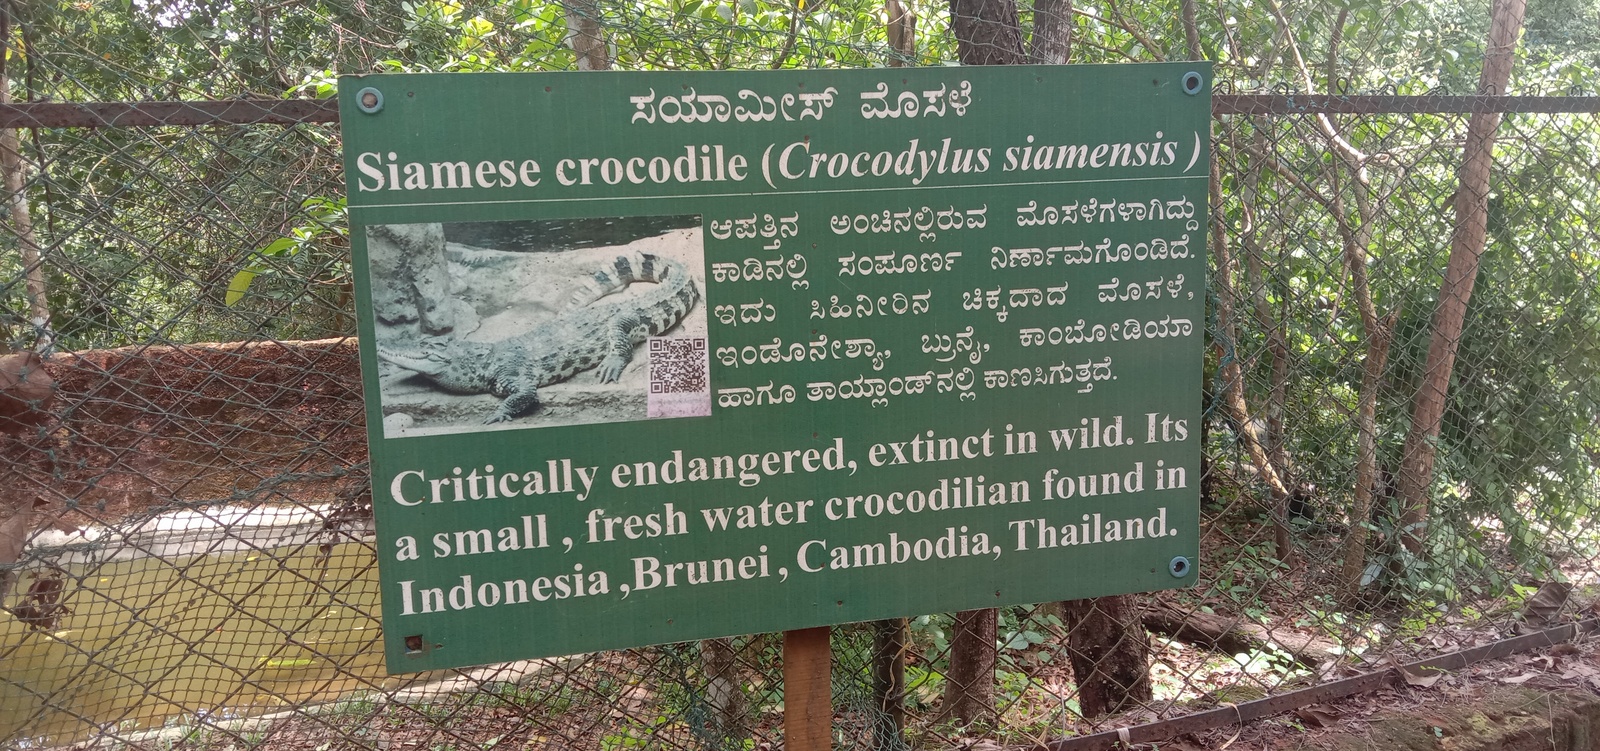 ಸಯಾಮೀಸ್ ಮೊಸಳೆ
Siamese crocodile (Crocodylus siamensis )
ಆಪತ್ತಿನ ಅಂಚಿನಲ್ಲಿರುವ ಮೊಸಳೆಗಳಾಗಿದ್ದು
ಕಾಡಿನಲ್ಲಿ ಸಂಪೂರ್ಣ ನಿರ್ಣಾಮಗೊಂಡಿದೆ.
ಇದು ಸಿಹಿನೀರಿನ ಚಿಕ್ಕದಾದ ಮೊಸಳೆ,
ಇಂಡೊನೇಶ್ಯಾ, ಬ್ರುನೈ, ಕಾಂಬೋಡಿಯಾ
ಹಾಗೂ ತಾಯ್ಲಾಂಡ್‌ನಲ್ಲಿ ಕಾಣಸಿಗುತ್ತದೆ.
Critically endangered, extinct in wild. Its
a small , fresh water crocodilian found in
Indonesia ,Brunei , Cambodia, Thailand.